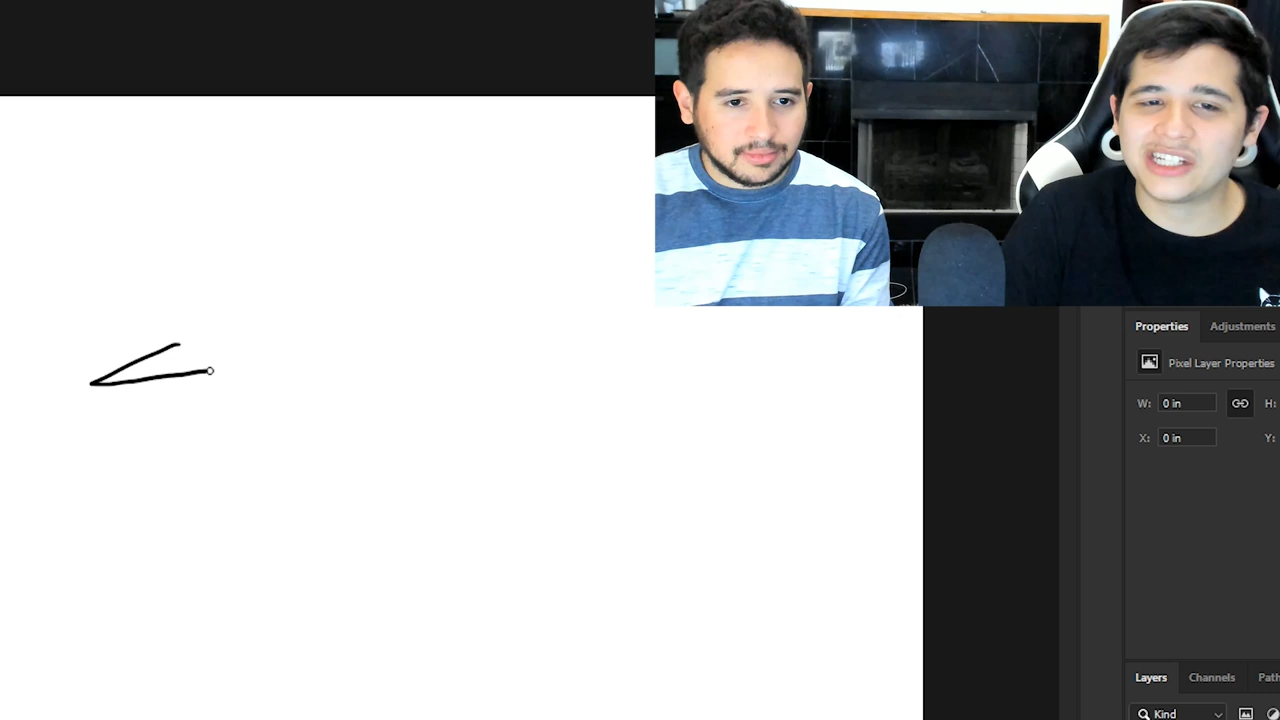 Properties Adjustments
Pixel Layer Properties
W: 0 in H:
X: 0 in Y:
Layers Channels Path
Kind